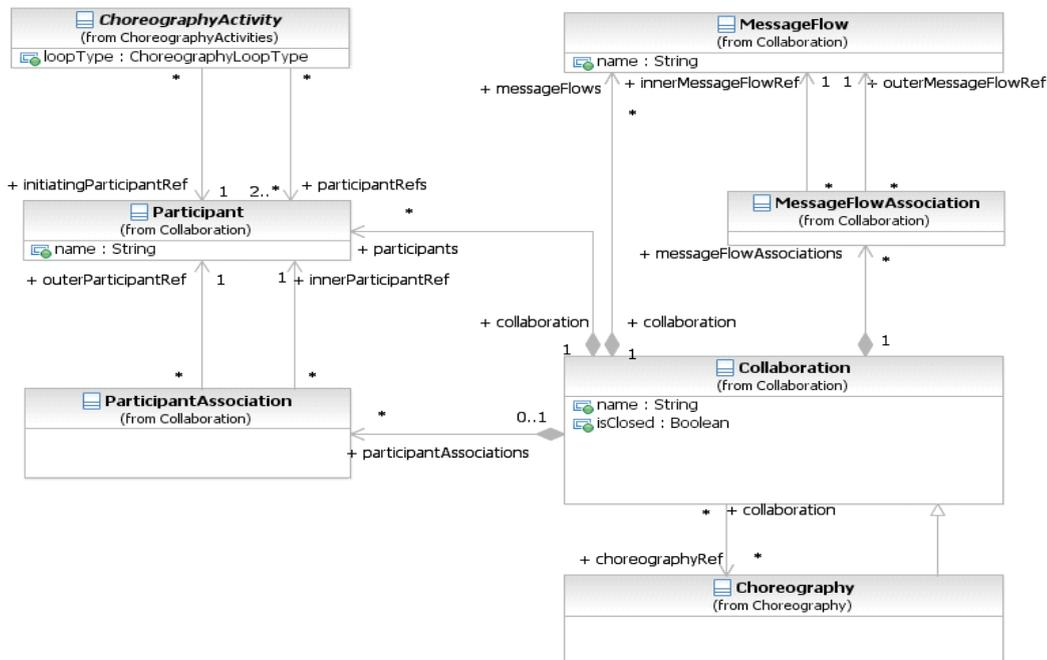 ChoreographyActivity
(from ChoreographyActivities)
loopType : ChoreographyLoopType
*
*
+ initiatingParticipantRef
1
2..*
+ participantRefs
Participant
(from Collaboration)
name : String
*
+ participants
+ outerParticipantRef
1
1
+ innerParticipantRef
*
*
ParticipantAssociation
(from Collaboration)
*
0..1
+ participantAssociations
MessageFlow
(from Collaboration)
name : String
+ messageFlows
*
+ innerMessageFlowRef
1
1
+ outerMessageFlowRef
*
*
MessageFlowAssociation
(from Collaboration)
+ messageFlowAssociations
*
+ collaboration
1
+ collaboration
1
1
Collaboration
(from Collaboration)
name : String
isClosed : Boolean
*
+ collaboration
+ choreographyRef
*
Choreography
(from Choreography)